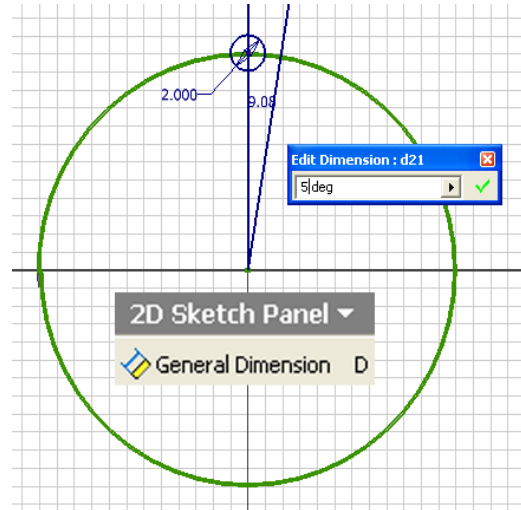 2.000
9.08
Edit Dimension : d21
5deg
2D Sketch Panel
General Dimension D